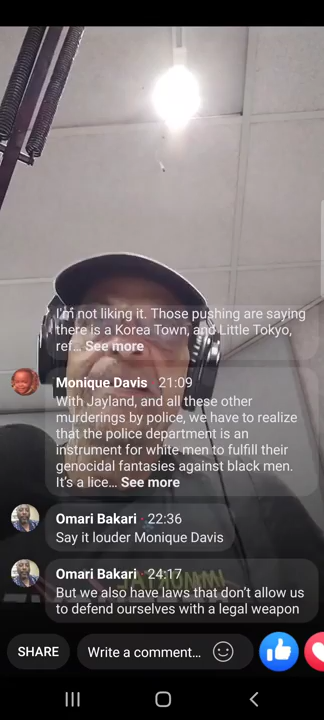 I'm not liking it. Those pushing are saying
there is a Korea Town, and Little Tokyo,
ref... See more
Monique Davis 21:09
With Jayland, and all these other
murderings by police, we have to realize
that the police department is an
instrument for white men to fulfill their
genocidal fantasies against black men.
It's a lice... See more
Omari Bakari · 22:36
Say it louder Monique Davis
Omari Bakari · 24:17
But we also have laws that don't allow us
to defend ourselves with a legal weapon
SHARE
Write a comment...